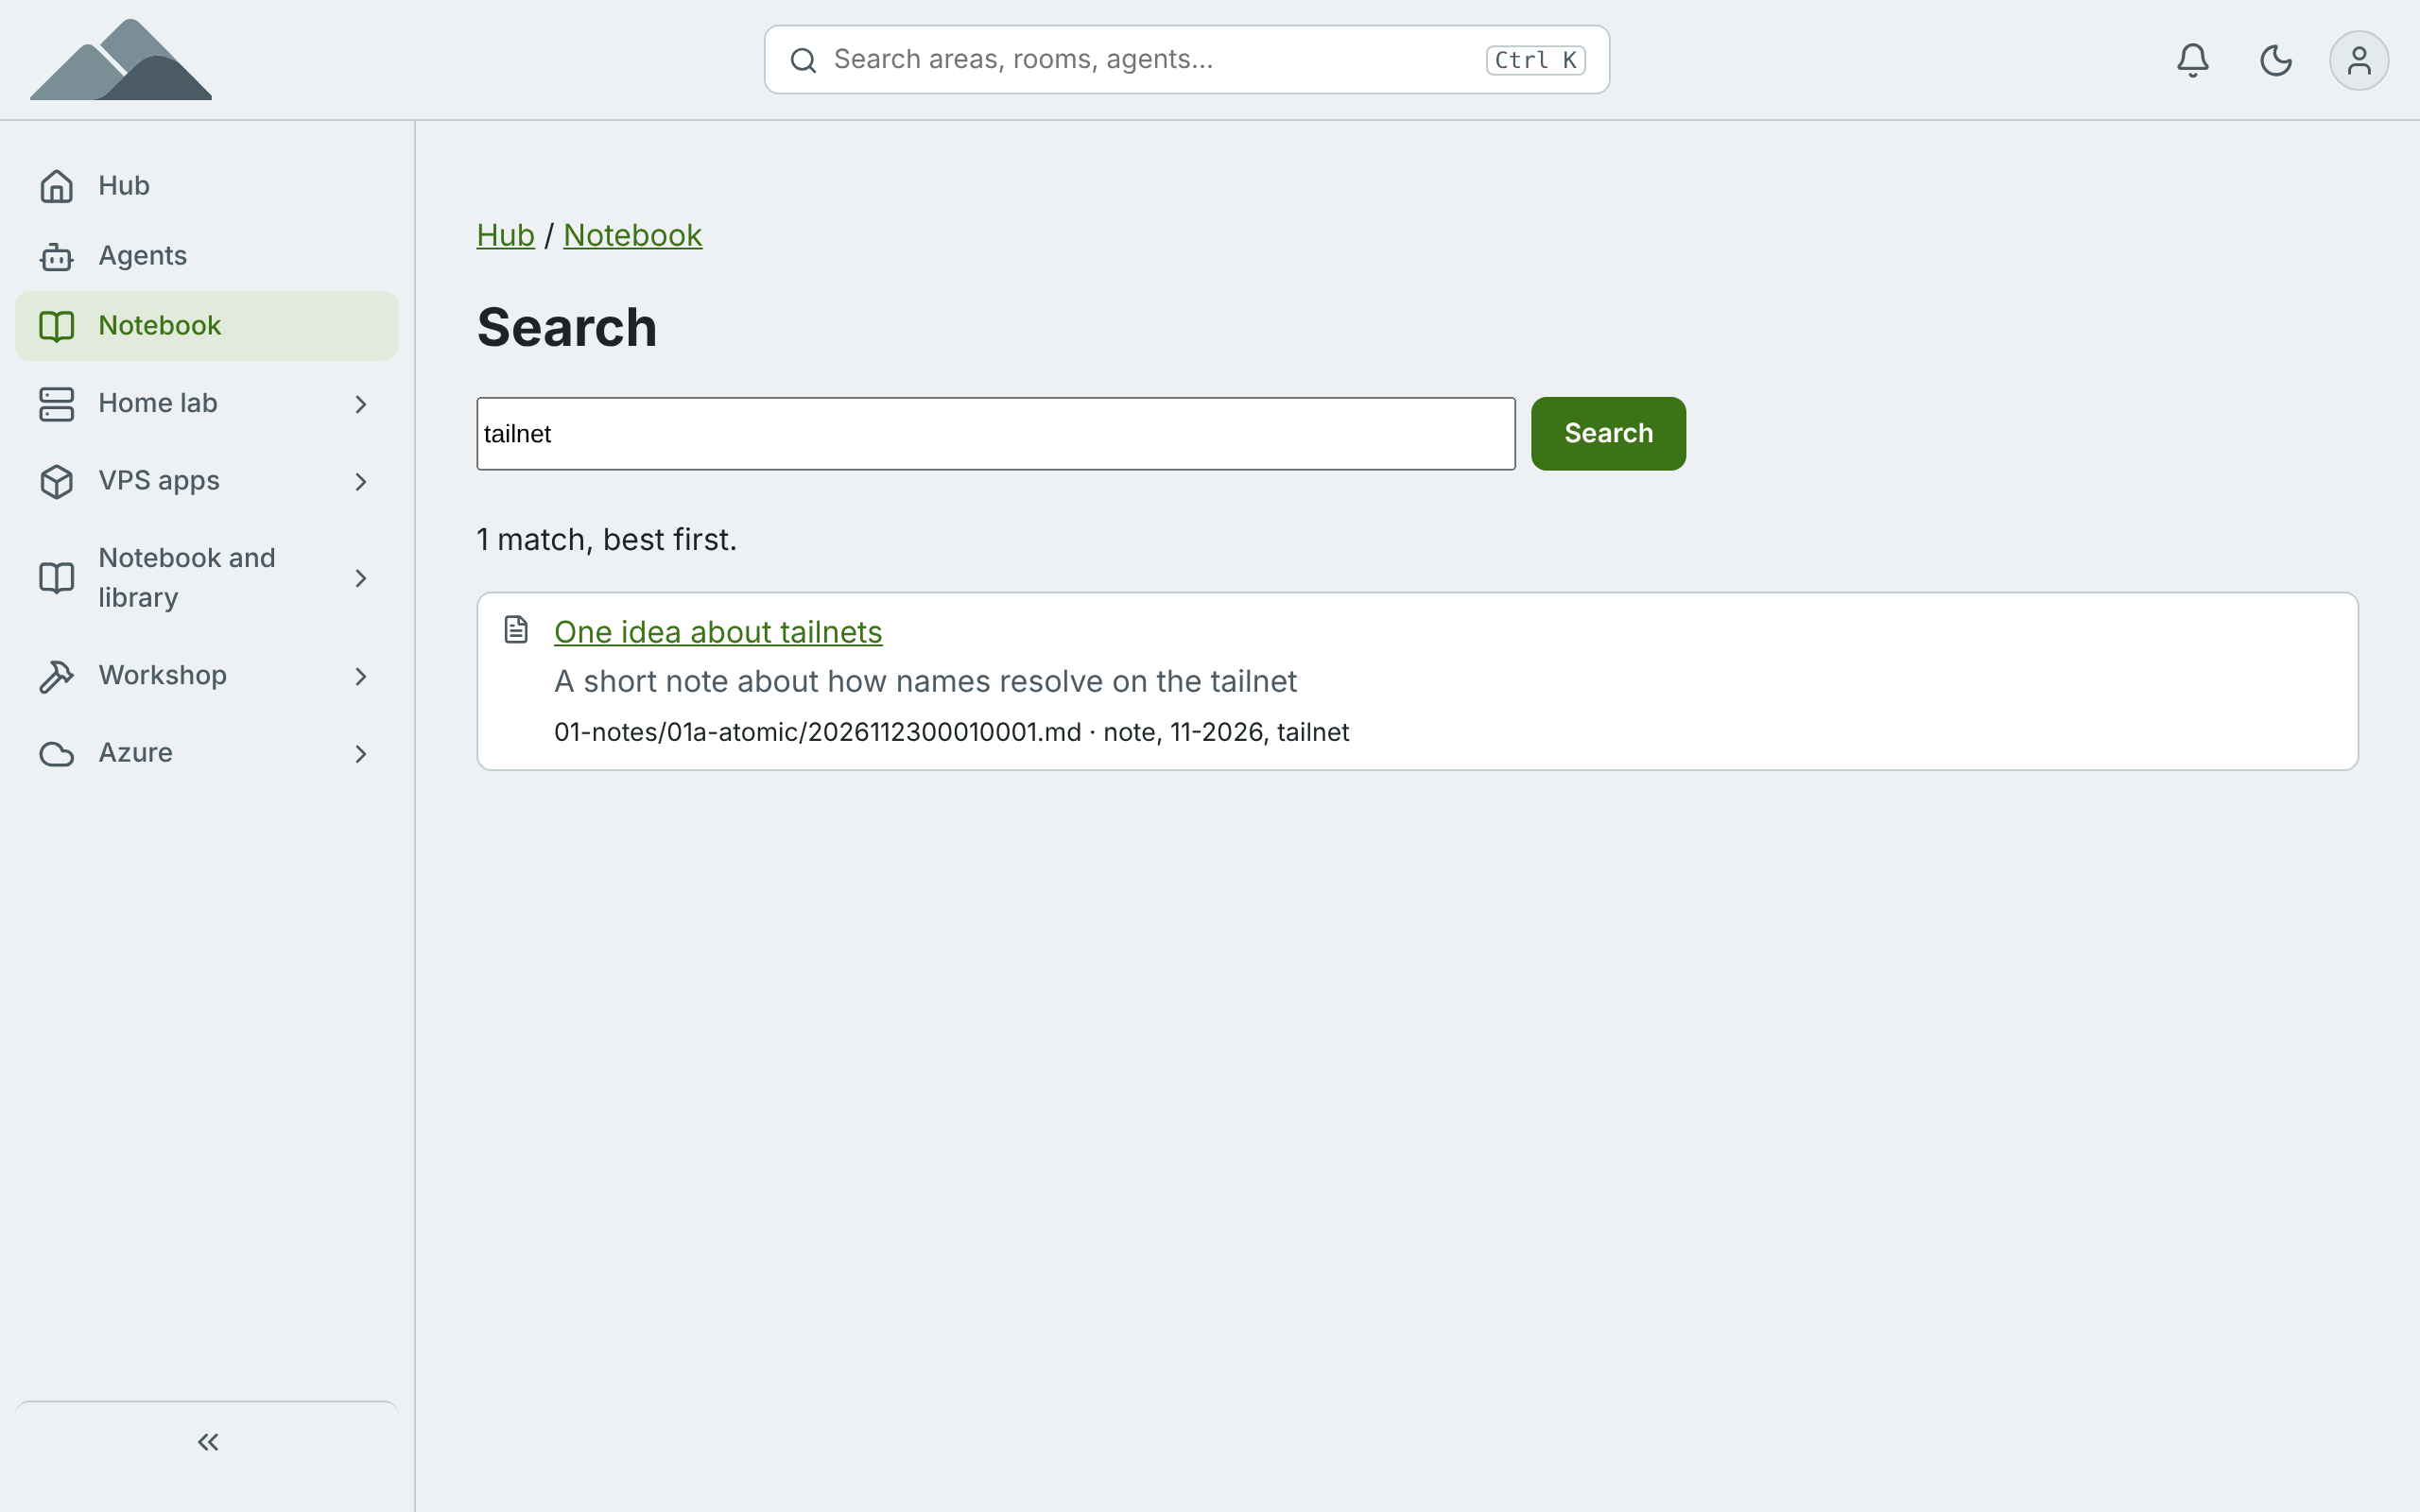 Search areas, rooms, agents...
Ctrl K
Hub
Agents
Notebook
Home lab
VPS apps
Notebook and
library
Workshop
Azure
Hub / Notebook
Search
tailnet
Search
1 match, best first.
One idea about tailnets
A short note about how names resolve on the tailnet
01-notes/01a-atomic/2026112300010001.md · note, 11-2026, tailnet